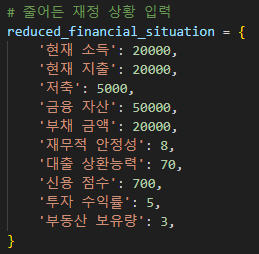 # 줄어든 재정 상황 입력
reduced_financial_situation = {
    '현재 소득': 20000,
    '현재 지출': 20000,
    '저축': 5000,
    '금융 자산': 50000,
    '부채 금액': 20000,
    '재무적 안정성': 8,
    '대출 상환능력': 70,
    '신용 점수': 700,
    '투자 수익률': 5,
    '부동산 보유량': 3,
}